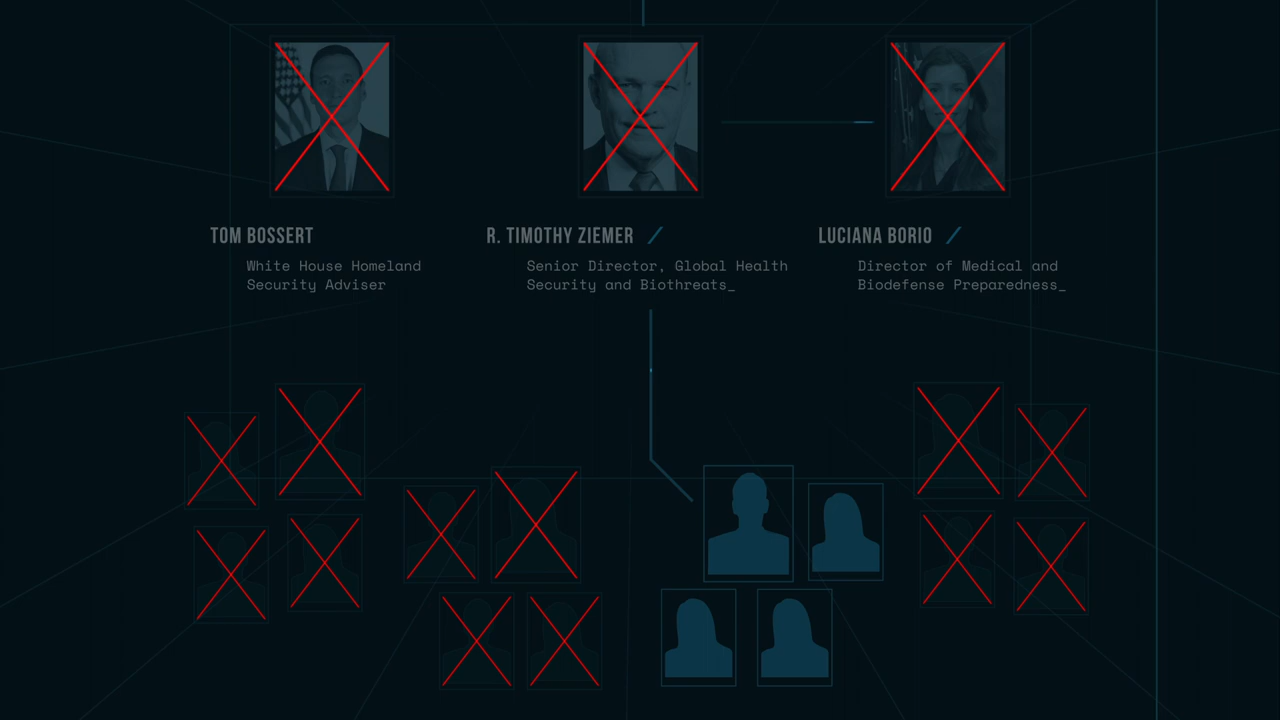 TOM BOSSERT
White House Homeland
Security Adviser
R. TIMOTHY ZIEMER
Senior Director, Global Health
Security and Biothreats_
LUCIANA BORIO
Director of Medical and
Biodefense Preparedness_